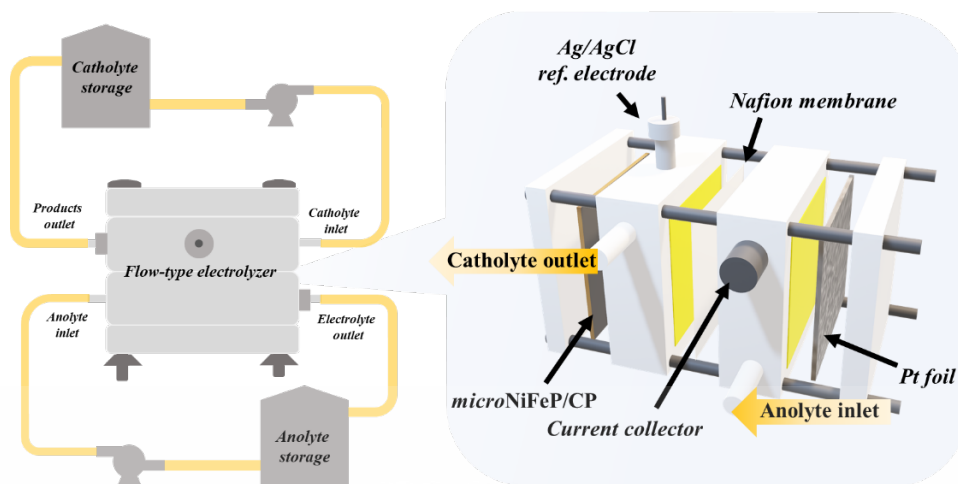 Catholyte
storage
Products
outlet
Catholyte
inlet
Flow-type electrolyzer
Anolyte
inlet
Electrolyte
outlet
Anolyte
storage
Ag/AgCl
ref. electrode
Nafion membrane
Catholyte outlet
microNiFeP/CP
Current collector
Anolyte inlet
Pt foil